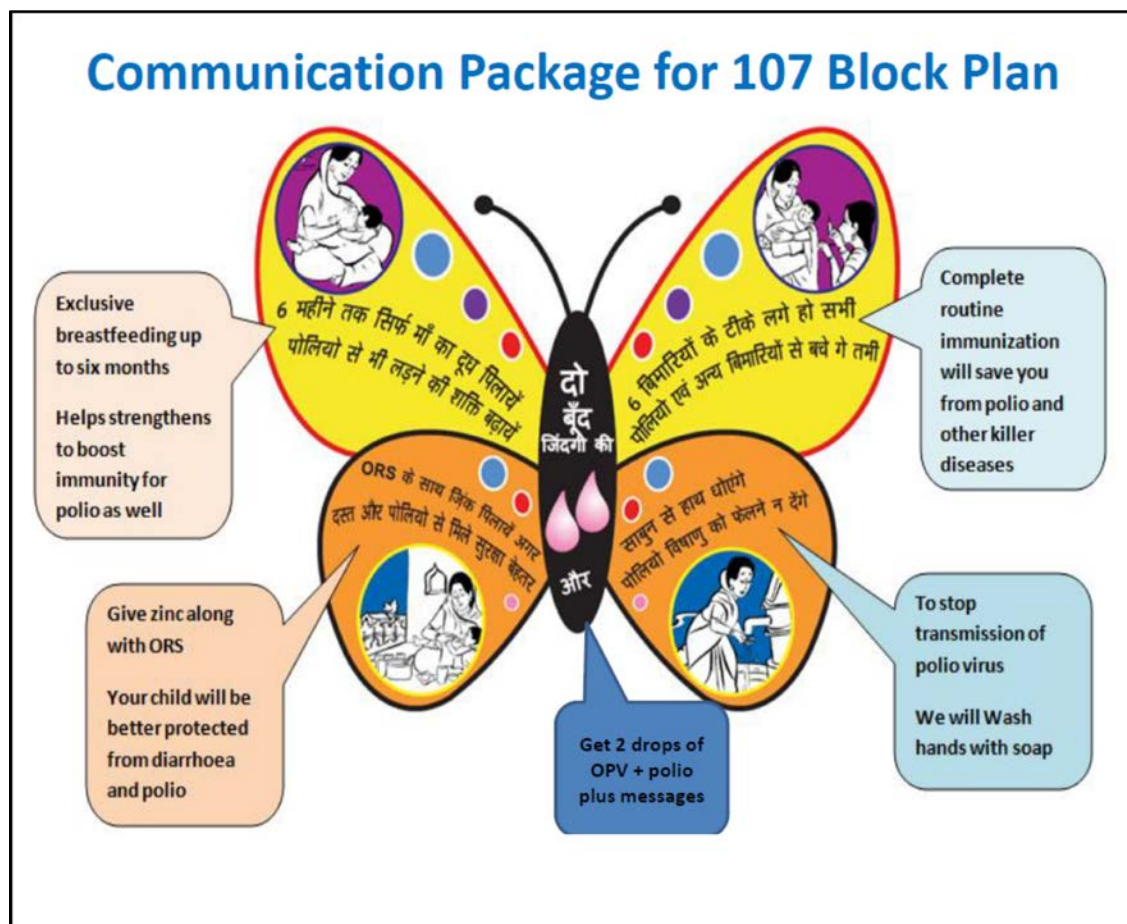 Communication Package for 107 Block Plan
6 महीने तक सिर्फ माँ का दूध पिलायें
पोलियो से भी लड़ने की शक्ति बढ़ायें
6 बिमारियों के टीके लगे हो सभी
पोलियो एवं अन्य बिमारियों से बचे गे तभी
दो
बूँद
जिंदगी की
और
ORS के साथ जिंक पिलायें अगर
दस्त और पोलियो से मिले सुरक्षा बेहतर
साबुन से हाथ धोएंगे
पोलियो विषाणु को फेलने न देंगे
Exclusive
breastfeeding up
to six months
Helps strengthens
to boost
immunity for
polio as well
Complete
routine
immunization
will save you
from polio and
other killer
diseases
Give zinc along
with ORS
Your child will be
better protected
from diarrhoea
and polio
Get 2 drops of
OPV + polio
plus messages
To stop
transmission of
polio virus
We will Wash
hands with soap